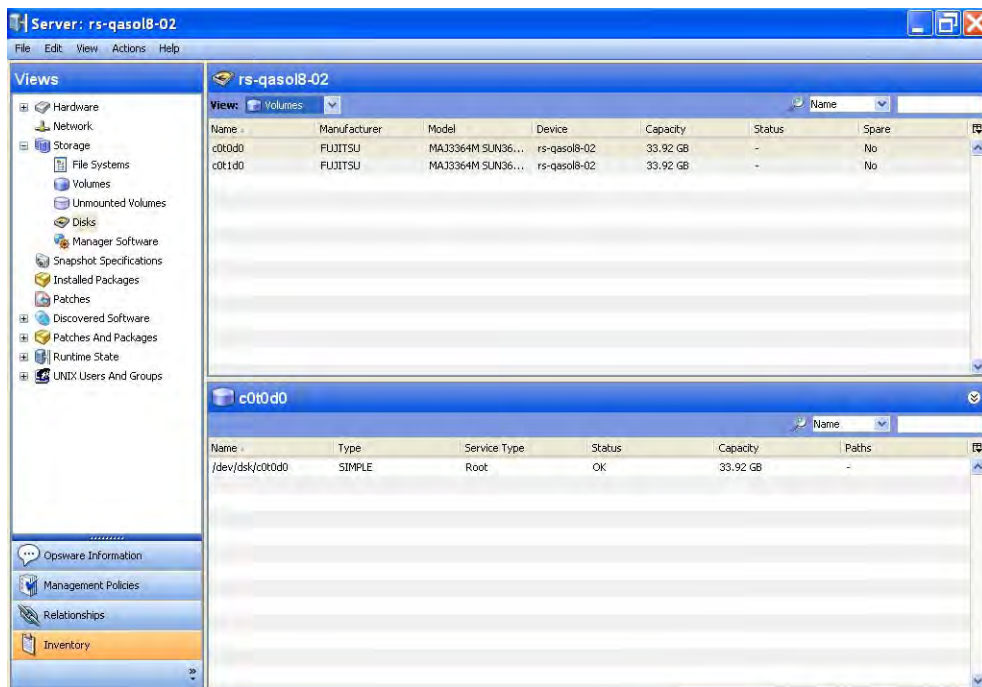 Server: rs-qasol8-02
File Edit View Actions Help
Views
Hardware
Network
Storage
File Systems
Volumes
Unmounted Volumes
Disks
Manager Software
Snapshot Specifications
Installed Packages
Patches
Discovered Software
Patches And Packages
Runtime State
UNIX Users And Groups
Opsware Information
Management Policies
Relationships
Inventory
rs-qasol8-02
View: Volumes Name
Name Manufacturer Model Device Capacity Status Spare
c0t0d0 FUJITSU MAJ3364M SUN36... rs-qasol8-02 33.92 GB - No
c0t1d0 FUJITSU MAJ3364M SUN36... rs-qasol8-02 33.92 GB - No
c0t0d0
Name
Name Type Service Type Status Capacity Paths
/dev/dsk/c0t0d0 SIMPLE Root OK 33.92 GB -